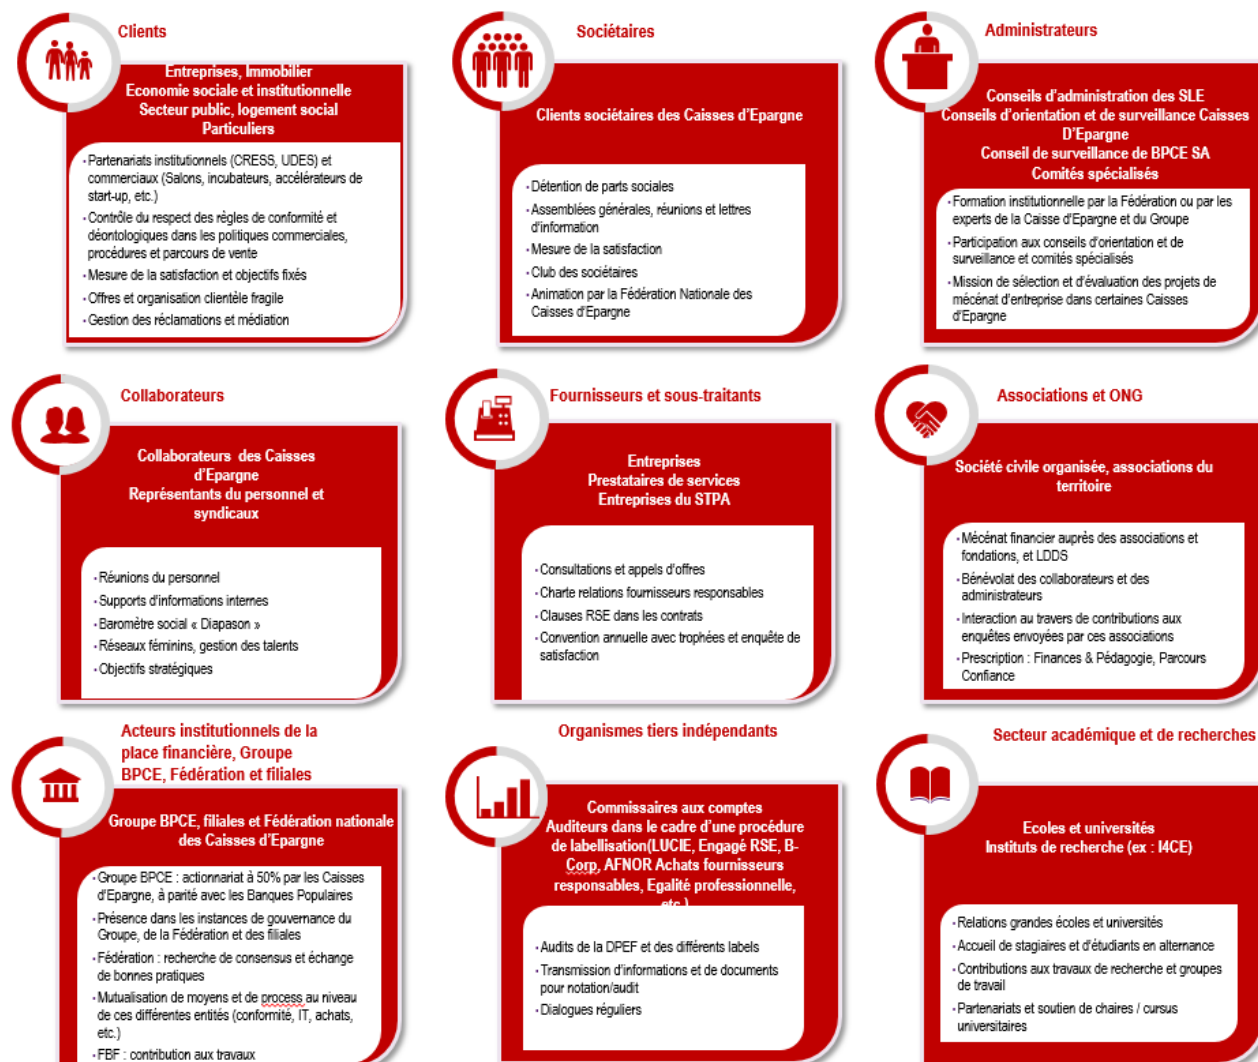 Clients
Entreprises, Immobilier
Economie sociale et institutionnelle
Secteur public, logement social
Particuliers
· Partenariats institutionnels (CRESS, UDES) et
commerciaux (Salons, incubateurs, accélérateurs de
start-up, etc.)
· Contrôle du respect des règles de conformité et
déontologiques dans les politiques commerciales,
procédures et parcours de vente
· Mesure de la satisfaction et objectifs fixés
· Offres et organisation clientèle fragile
· Gestion des réclamations et médiation
Sociétaires
Clients sociétaires des Caisses d'Epargne
· Détention de parts sociales
· Assemblées générales, réunions et lettres
d'information
· Mesure de la satisfaction
· Club des sociétaires
· Animation par la Fédération Nationale des
Caisses d'Epargne
Administrateurs
Conseils d'administration des SLE
Conseils d'orientation et de surveillance Caisses
D'Epargne
Conseil de surveillance de BPCE SA
Comités spécialisés
· Formation institutionnelle par la Fédération ou par les
experts de la Caisse d'Epargne et du Groupe
· Participation aux conseils d'orientation et de
surveillance et comités spécialisés
· Mission de sélection et d'évaluation des projets de
mécénat d'entreprise dans certaines Caisses
d'Epargne
Collaborateurs
Collaborateurs des Caisses
d'Epargne
Représentants du personnel et
syndicaux
· Réunions du personnel
· Supports d'informations internes
· Baromètre social « Diapason »
· Réseaux féminins, gestion des talents
· Objectifs stratégiques
Fournisseurs et sous-traitants
Entreprises
Prestataires de services
Entreprises du STPA
· Consultations et appels d'offres
· Charte relations fournisseurs responsables
· Clauses RSE dans les contrats
· Convention annuelle avec trophées et enquête de
satisfaction
Associations et ONG
Société civile organisée, associations du
territoire
· Mécénat financier auprès des associations et
fondations, et LDDS
· Bénévolat des collaborateurs et des
administrateurs
· Interaction au travers de contributions aux
enquêtes envoyées par ces associations
· Prescription : Finances & Pédagogie, Parcours
Confiance
Acteurs institutionnels de la
place financière, Groupe
BPCE, Fédération et filiales
Groupe BPCE, filiales et Fédération nationale
des Caisses d'Epargne
· Groupe BPCE : actionnariat à 50% par les Caisses
d'Epargne, à parité avec les Banques Populaires
· Présence dans les instances de gouvernance du
Groupe, de la Fédération et des filiales
· Fédération : recherche de consensus et échange
de bonnes pratiques
· Mutualisation de moyens et de process au niveau
de ces différentes entités (conformité, IT, achats,
etc.)
· FBF : contribution aux travaux
Organismes tiers indépendants
Commissaires aux comptes
Auditeurs dans le cadre d'une procédure
de labellisation(LUCIE, Engagé RSE, B-
Corp, AFNOR Achats fournisseurs
responsables, Egalité professionnelle,
etc.)
· Audits de la DPEF et des différents labels
· Transmission d'informations et de documents
pour notation/audit
· Dialogues réguliers
Secteur académique et de recherches
Ecoles et universités
Instituts de recherche (ex : I4CE)
· Relations grandes écoles et universités
· Accueil de stagiaires et d'étudiants en alternance
· Contributions aux travaux de recherche et groupes
de travail
· Partenariats et soutien de chaires / cursus
universitaires